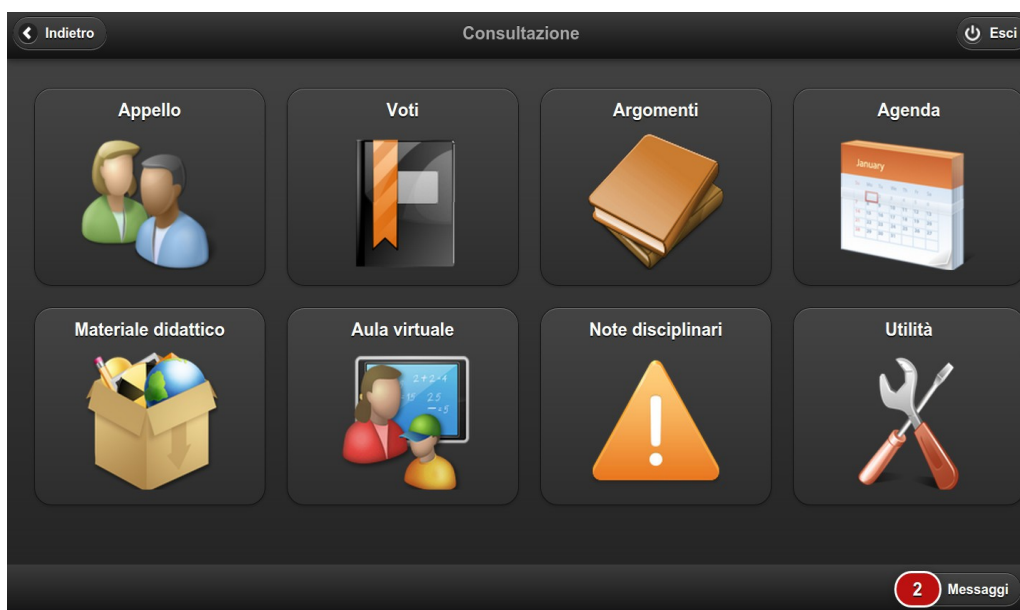 Indietro
Consultazione
Esci
Appello
Voti
Argomenti
Agenda
January
Materiale didattico
Aula virtuale
Note disciplinari
Utilità
2 Messaggi